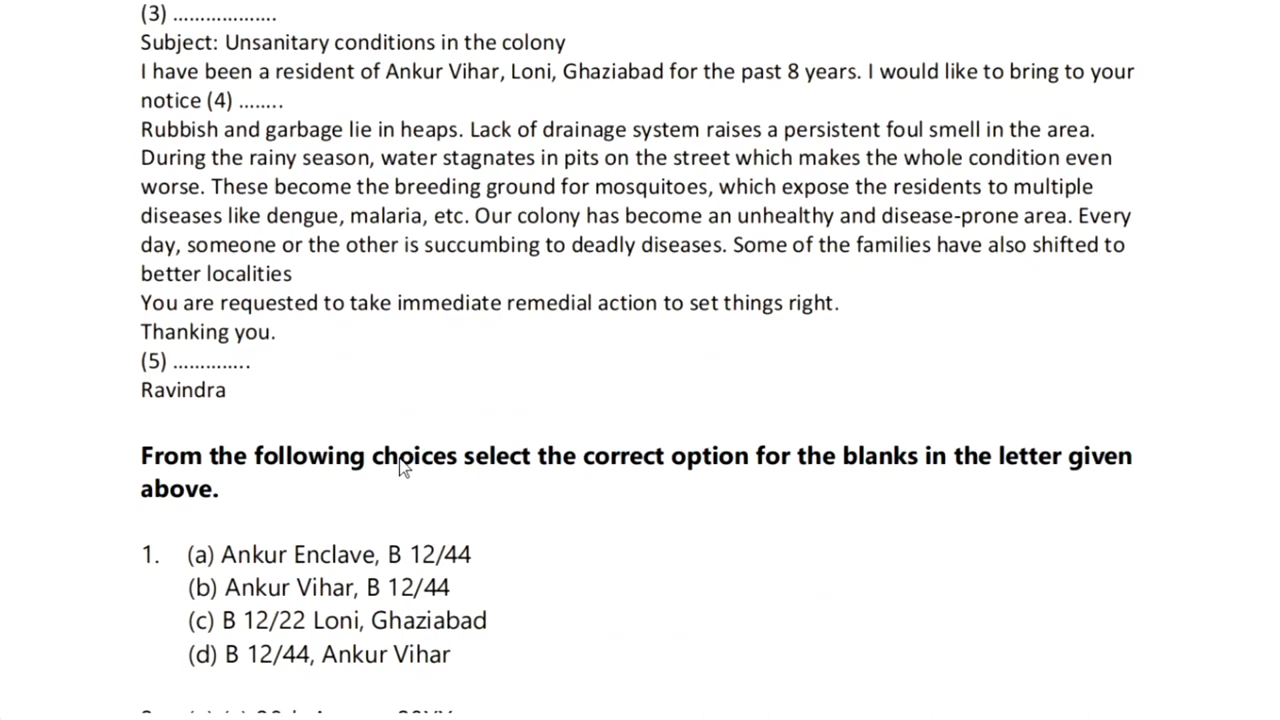 (3) ...................
Subject: Unsanitary conditions in the colony
I have been a resident of Ankur Vihar, Loni, Ghaziabad for the past 8 years. I would like to bring to your
notice (4) ........
Rubbish and garbage lie in heaps. Lack of drainage system raises a persistent foul smell in the area.
During the rainy season, water stagnates in pits on the street which makes the whole condition even
worse. These become the breeding ground for mosquitoes, which expose the residents to multiple
diseases like dengue, malaria, etc. Our colony has become an unhealthy and disease-prone area. Every
day, someone or the other is succumbing to deadly diseases. Some of the families have also shifted to
better localities
You are requested to take immediate remedial action to set things right.
Thanking you.
(5) ..............
Ravindra
From the following choices select the correct option for the blanks in the letter given
above.
1. (a) Ankur Enclave, B 12/44
(b) Ankur Vihar, B 12/44
(c) B 12/22 Loni, Ghaziabad
(d) B 12/44, Ankur Vihar